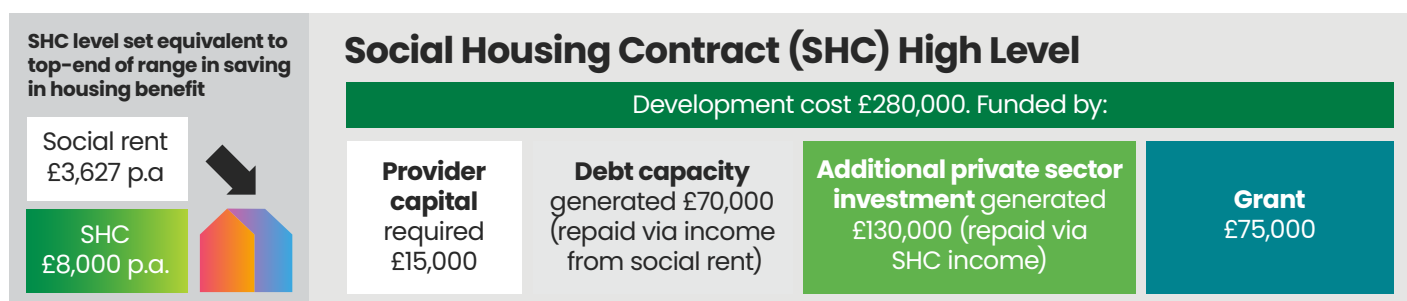 SHC level set equivalent to
top-end of range in saving
in housing benefit
Social rent
£3,627 p.a
SHC
£8,000 p.a.
Social Housing Contract (SHC) High Level
Development cost £280,000. Funded by:
Provider
capital
required
£15,000
Debt capacity
generated £70,000
(repaid via income
from social rent)
Additional private sector
investment generated
£130,000 (repaid via
SHC income)
Grant
£75,000